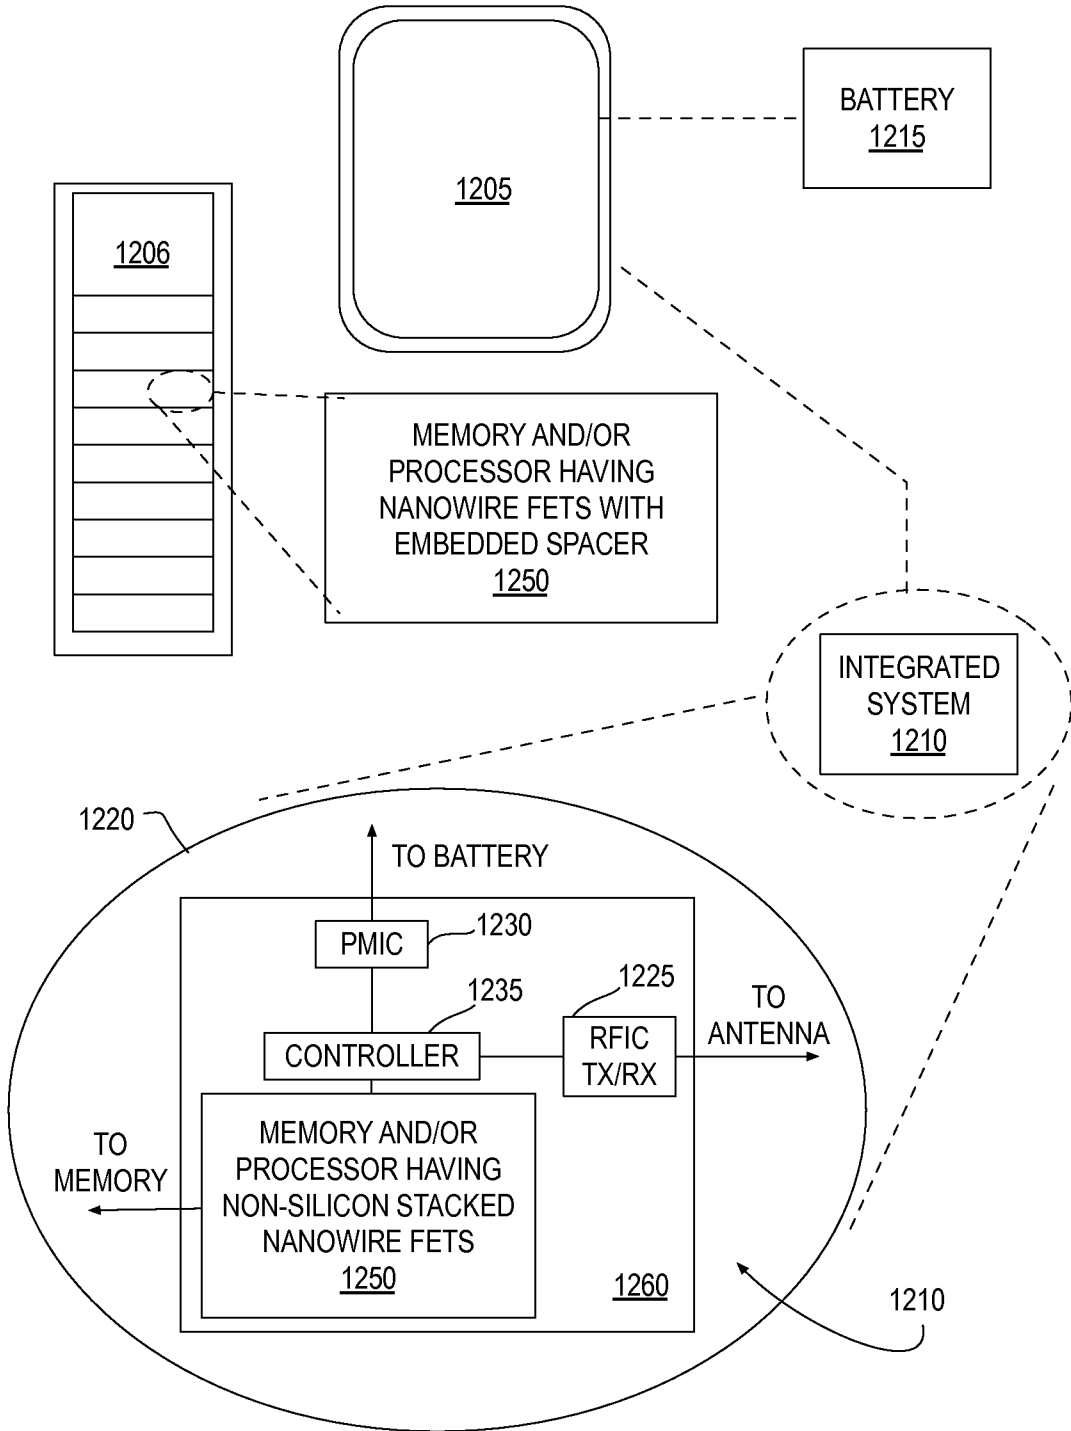 BATTERY
1215
1205
1206
MEMORY AND/OR
PROCESSOR HAVING
NANOWIRE FETS WITH
EMBEDDED SPACER
1250
INTEGRATED
SYSTEM
1210
1220
TO BATTERY
PMIC
1230
1235
1225
CONTROLLER
RFIC
TX/RX
TO
ANTENNA
TO
MEMORY
MEMORY AND/OR
PROCESSOR HAVING
NON-SILICON STACKED
NANOWIRE FETS
1250
1260
1210